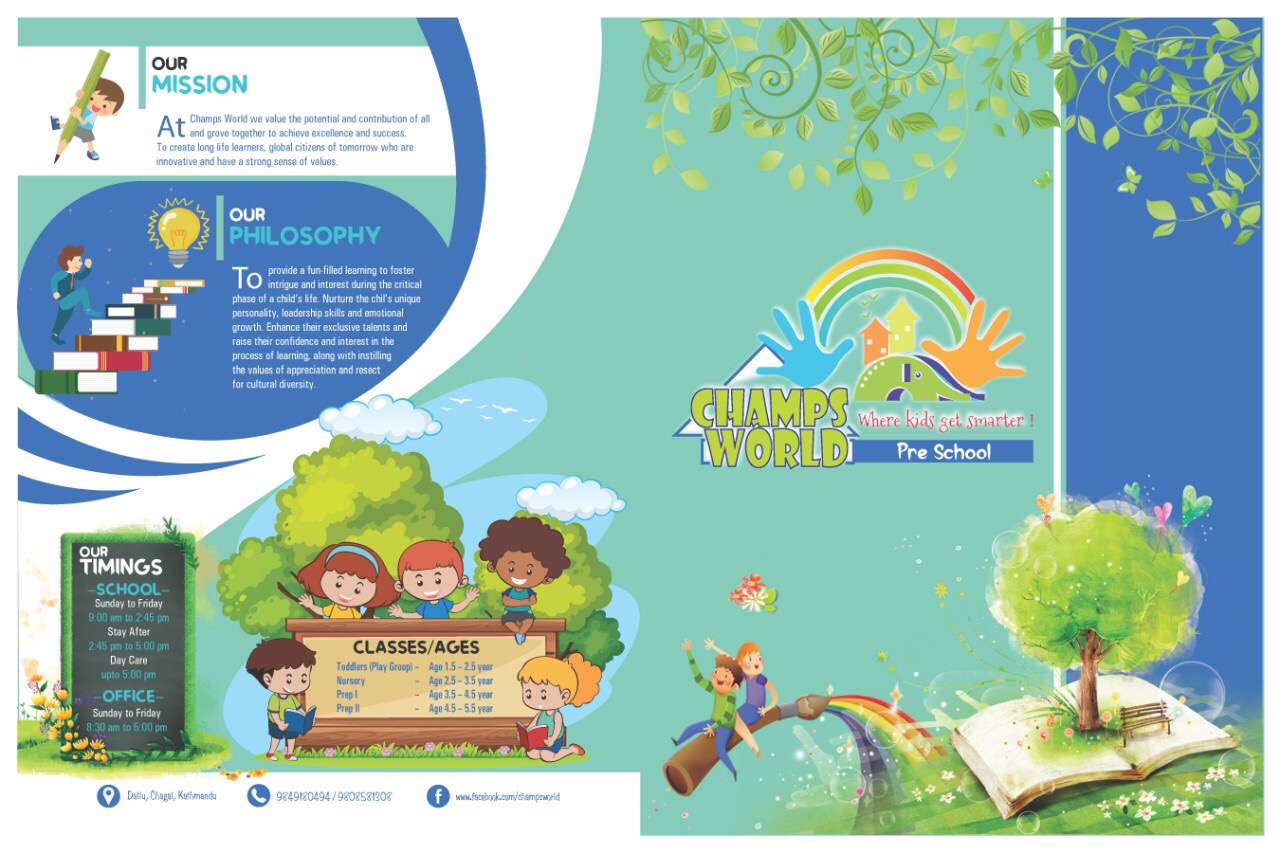 OUR
MISSION
At Champs World we value the potential and contribution of all
and grove together to achieve excellence and success.
To create long life learners, global citizens of tomorrow who are
innovative and have a strong sense of values.
OUR
PHILOSOPHY
To provide a fun-filled learning to foster
intrigue and interest during the critical
phase of a child's life. Nurture the chil's unique
personality, leadership skills and emotional
growth. Enhance their exclusive talents and
raise their confidence and interest in the
process of learning, along with instilling
the values of appreciation and resect
for cultural diversity.
OUR
TIMINGS
–SCHOOL–
Sunday to Friday
9:00 am to 2:45 pm
Stay After
2:45 pm to 5:00 pm
Day Care
upto 5:00 pm
–OFFICE–
Sunday to Friday
8:30 am to 5:00 pm
CLASSES/AGES
Toddlers (Play Group) – Age 1.5 - 2.5 year
Nursery – Age 2.5 - 3.5 year
Prep I – Age 3.5 - 4.5 year
Prep II – Age 4.5 - 5.5 year
Dallu, Chagal, Kathmandu
9849180494 / 9808581308
www.facebook.com/champsworld
CHAMPS
WORLD
Where kids get smarter !
Pre School